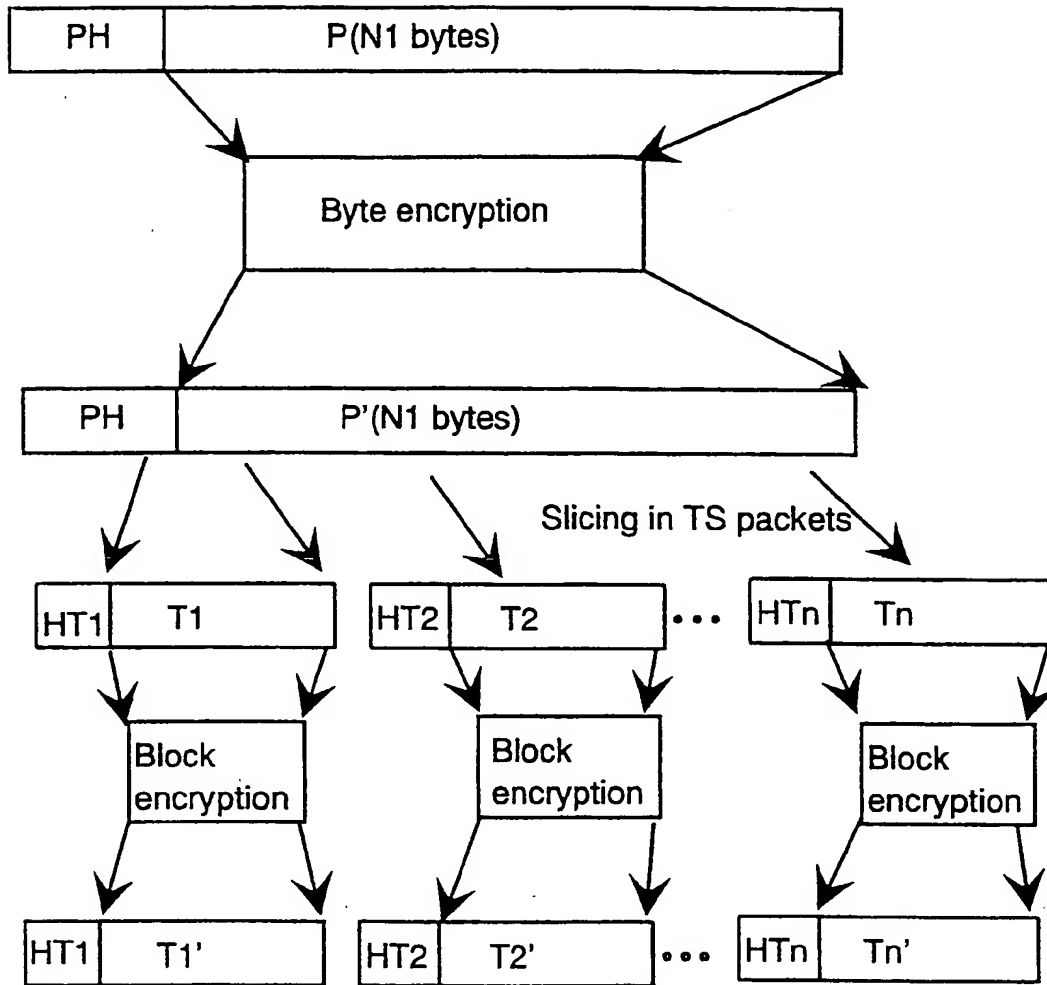 PH P(N1 bytes)
Byte encryption
PH P'(N1 bytes)
Slicing in TS packets
HT1 T1 HT2 T2 HTn Tn
Block encryption
Block encryption
Block encryption
HT1 T1' HT2 T2' HTn Tn'